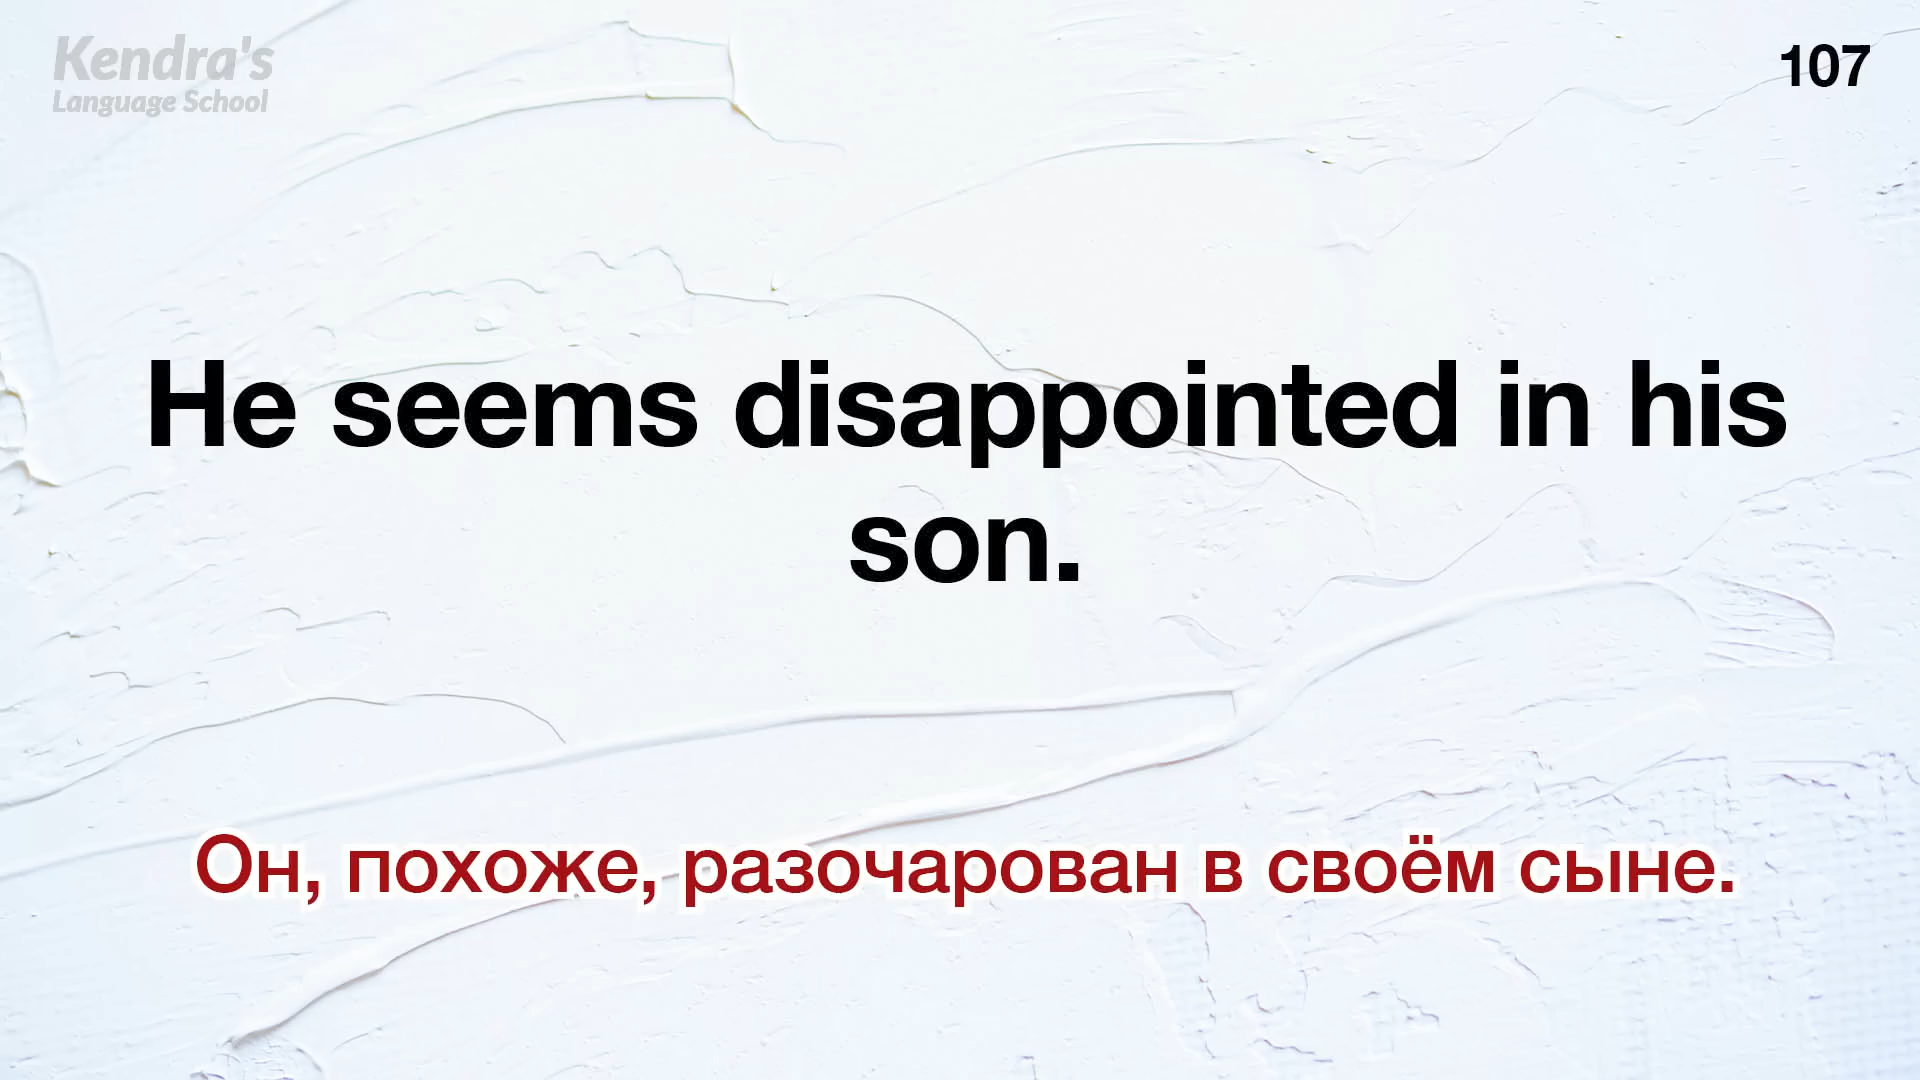 Kendra's
Language School
107
He seems disappointed in his
son.
Он, похоже, разочарован в своём сыне.